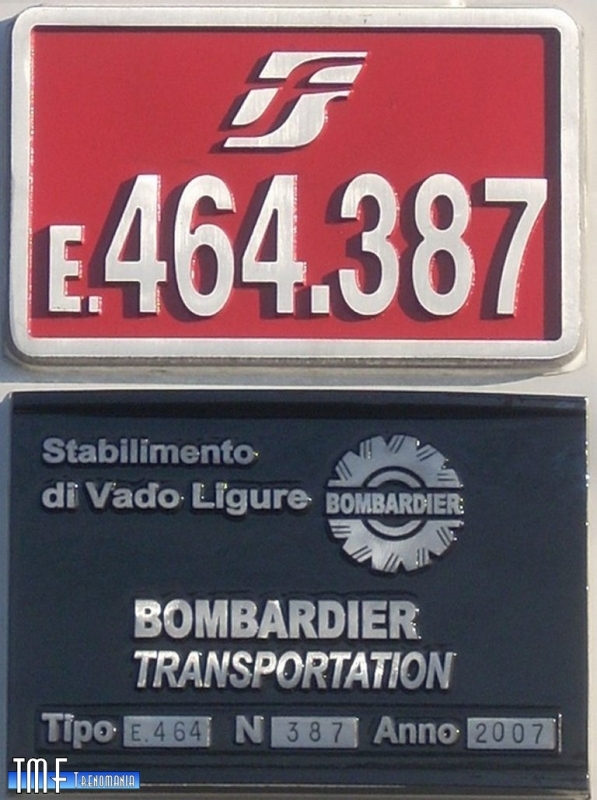 E.464.387
Stabilimento
di Vado Ligure
BOMBARDIER
BOMBARDIER
TRANSPORTATION
Tipo E.464 N 387 Anno 2007
TMF TRENOMANIA